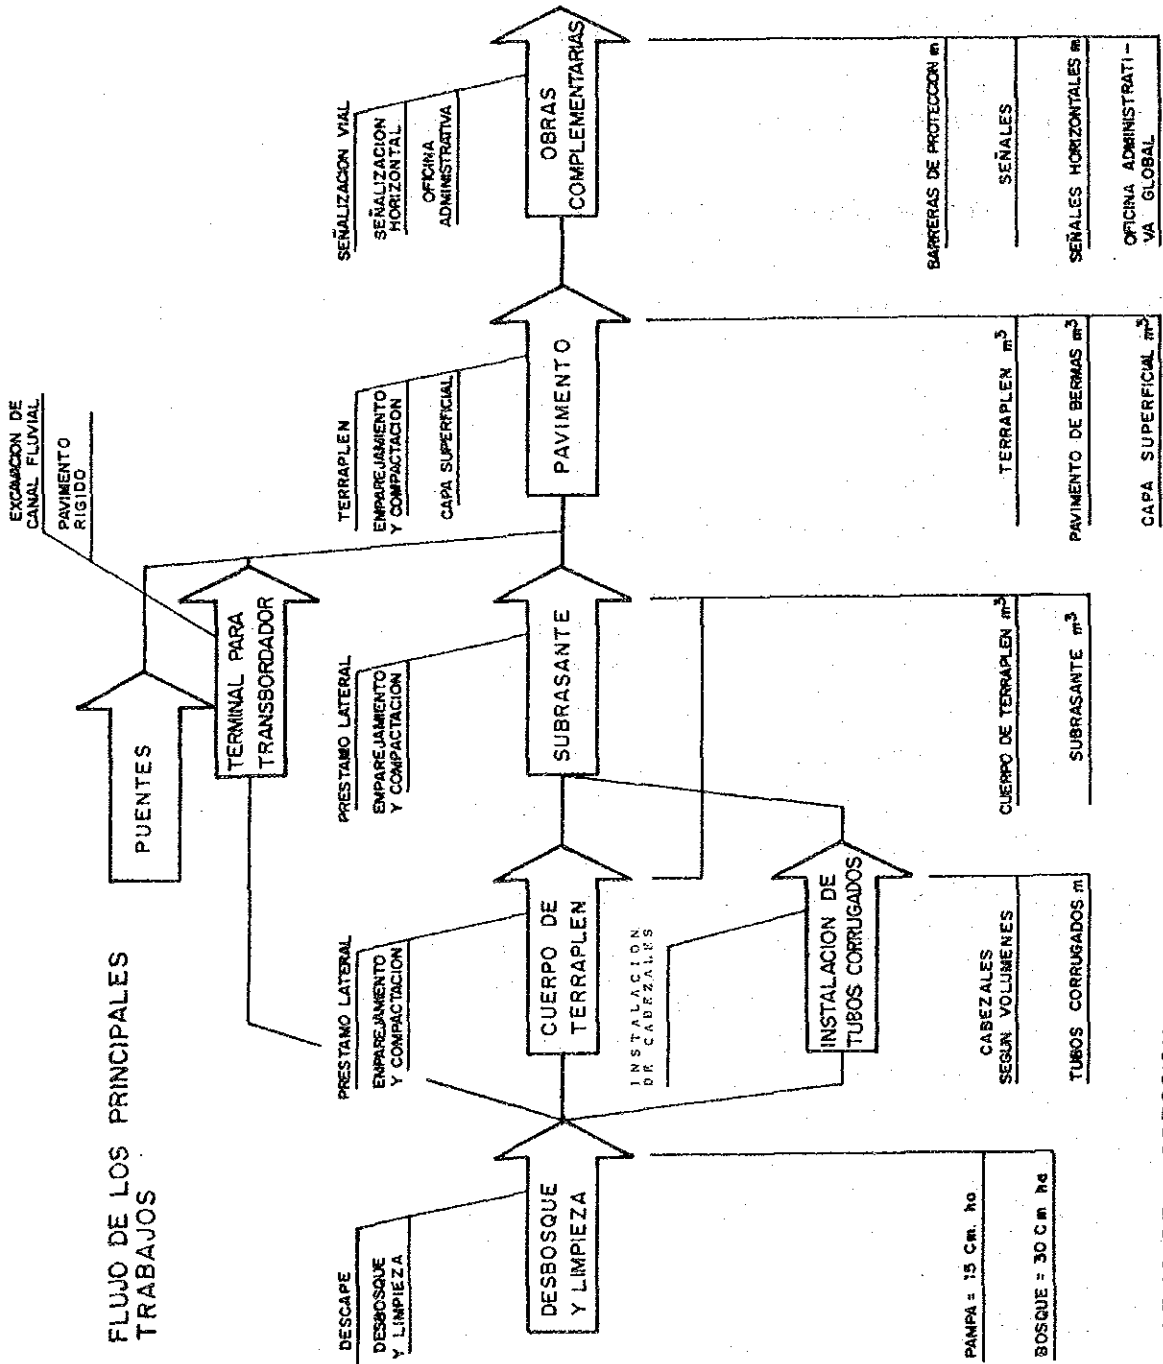 FLUJO DE LOS PRINCIPALES
TRABAJOS
EXCAVACION DE
CANAL FLUVIAL
PAVIMENTO
RIGIDO
PUENTES
TERMINAL PARA
TRANSBORDADOR
DESCAPE
DESBOSQUE
Y LIMPIEZA
PRESTAMO LATERAL
EMPAREJAMIENTO
Y COMPACTACION
PRESTAMO LATERAL
EMPAREJAMIENTO
Y COMPACTACION
TERRAPLEN
EMPAREJAMIENTO
Y COMPACTACION
CAPA SUPERFICIAL
SEÑALIZACION VIAL
SEÑALIZACION
HORIZONTAL
OFICINA
ADMINISTRATIVA
DESBOSQUE
Y LIMPIEZA
CUERPO DE
TERRAPLEN
SUBRASANTE
PAVIMENTO
OBRAS
COMPLEMENTARIAS
INSTALACION
DE CABEZALES
INSTALACION DE
TUBOS CORRUGADOS
PAMPA = 15 Cm. ha
BOSQUE = 30 Cm ha
CABEZALES
SEGUN VOLUMENES
TUBOS CORRUGADOS m
CUERPO DE TERRAPLEN m³
SUBRASANTE m³
TERRAPLEN m³
PAVIMENTO DE BERMAS m³
CAPA SUPERFICIAL m³
BARRERAS DE PROTECCION m
SEÑALES
SEÑALES HORIZONTALES m
OFICINA ADMINISTRATI-
VA GLOBAL